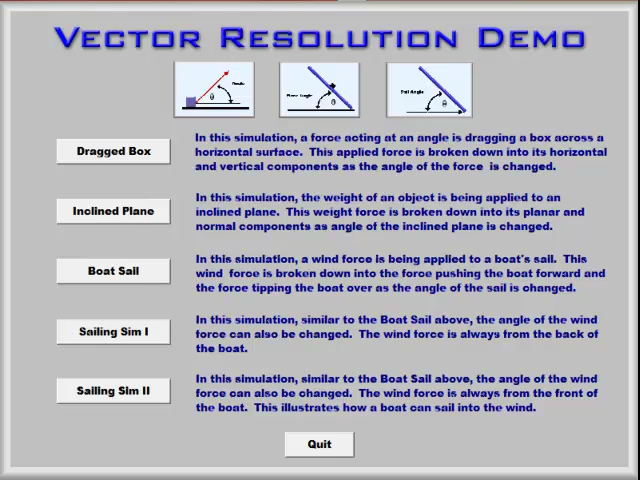 Vector Resolution Demo
θ
Plane Angle
θ
Sail Angle
θ
Dragged Box
In this simulation, a force acting at an angle is dragging a box across a
horizontal surface. This applied force is broken down into its horizontal
and vertical components as the angle of the force is changed.
Inclined Plane
In this simulation, the weight of an object is being applied to an
inclined plane. This weight force is broken down into its planar and
normal components as angle of the inclined plane is changed.
Boat Sail
In this simulation, a wind force is being applied to a boat's sail. This
wind force is broken down into the force pushing the boat forward and
the force tipping the boat over as the angle of the sail is changed.
Sailing Sim I
In this simulation, similar to the Boat Sail above, the angle of the wind
force can also be changed. The wind force is always from the back of
the boat.
Sailing Sim II
In this simulation, similar to the Boat Sail above, the angle of the wind
force can also be changed. The wind force is always from the front of
the boat. This illustrates how a boat can sail into the wind.
Quit